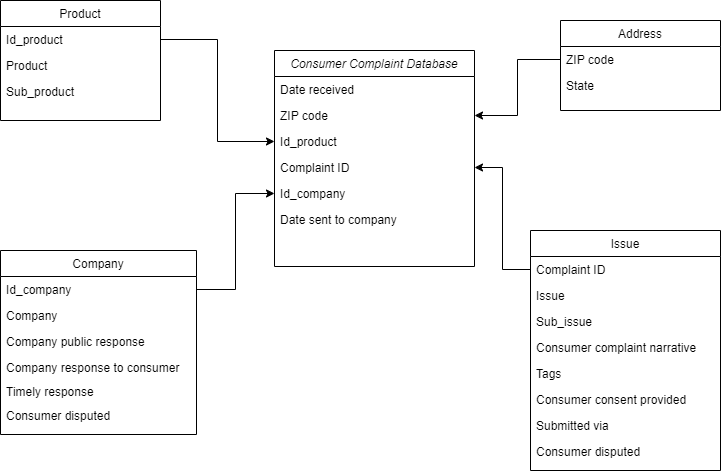 Product
Id_product
Product
Sub_product
Consumer Complaint Database
Date received
ZIP code
Id_product
Complaint ID
Id_company
Date sent to company
Address
ZIP code
State
Company
Id_company
Company
Company public response
Company response to consumer
Timely response
Consumer disputed
Issue
Complaint ID
Issue
Sub_issue
Consumer complaint narrative
Tags
Consumer consent provided
Submitted via
Consumer disputed